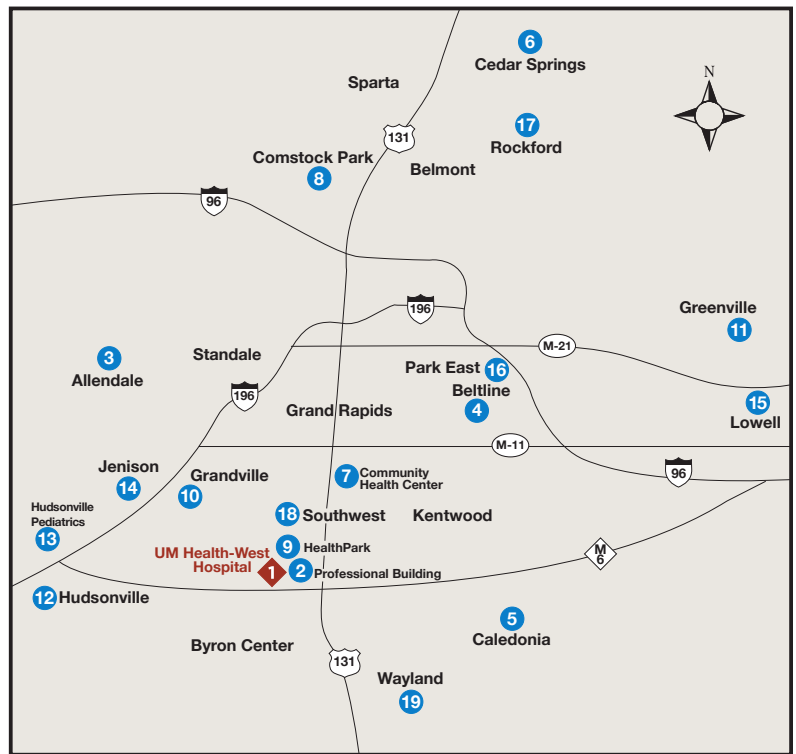 6
Cedar Springs
N
Sparta
17
Rockford
131
Comstock Park
8
Belmont
96
196
Greenville
11
M-21
3
Allendale
Standale
Park East 16
Beltline
4
196
Grand Rapids
15
Lowell
M-11
Jenison
14
Grandville
10
7
Community
Health Center
96
Hudsonville
Pediatrics
13
18 Southwest
Kentwood
9 HealthPark
UM Health-West
Hospital
1
2 Professional Building
M
6
12 Hudsonville
5
Caledonia
Byron Center
131
Wayland
19